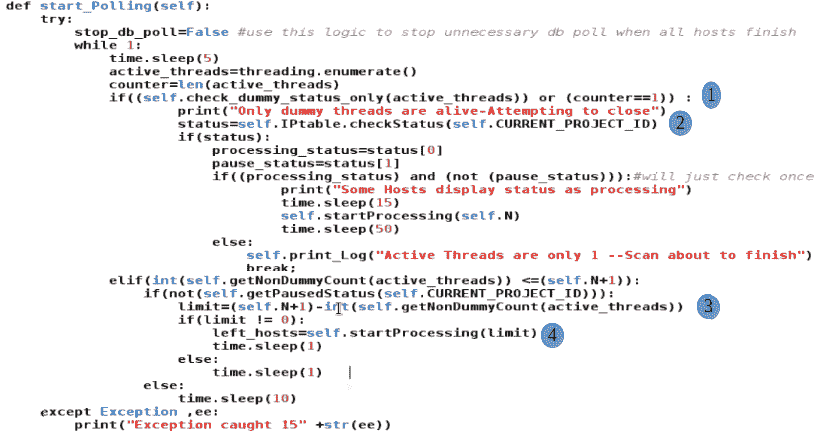 def start_Polling(self):
    try:
        stop_db_poll=False #use this logic to stop unnecessary db poll when all hosts finish
        while 1:
            time.sleep(5)
            active_threads=threading.enumerate()
            counter=len(active_threads)
            if((self.check_dummy_status_only(active_threads)) or (counter==1)) : 1
                    print("Only dummy threads are alive-Attempting to close")
                    status=self.IPtable.checkStatus(self.CURRENT_PROJECT_ID) 2
                    if(status):
                        processing_status=status[0]
                        pause_status=status[1]
                        if((processing_status) and (not (pause_status))):#will just check once
                                print("Some Hosts display status as processing")
                                time.sleep(15)
                                self.startProcessing(self.N)
                                time.sleep(50)
                        else:
                            self.print_Log("Active Threads are only 1 --Scan about to finish")
                            break;
            elif(int(self.getNonDummyCount(active_threads)) <=(self.N+1)):
                if(not(self.getPausedStatus(self.CURRENT_PROJECT_ID))):
                    limit=(self.N+1)-int(self.getNonDummyCount(active_threads)) 3
                    if(limit != 0):
                        left_hosts=self.startProcessing(limit) 4
                        time.sleep(1)
                    else:
                        time.sleep(1)
                else:
                    time.sleep(10)
    except Exception ,ee:
        print("Exception caught 15" +str(ee))